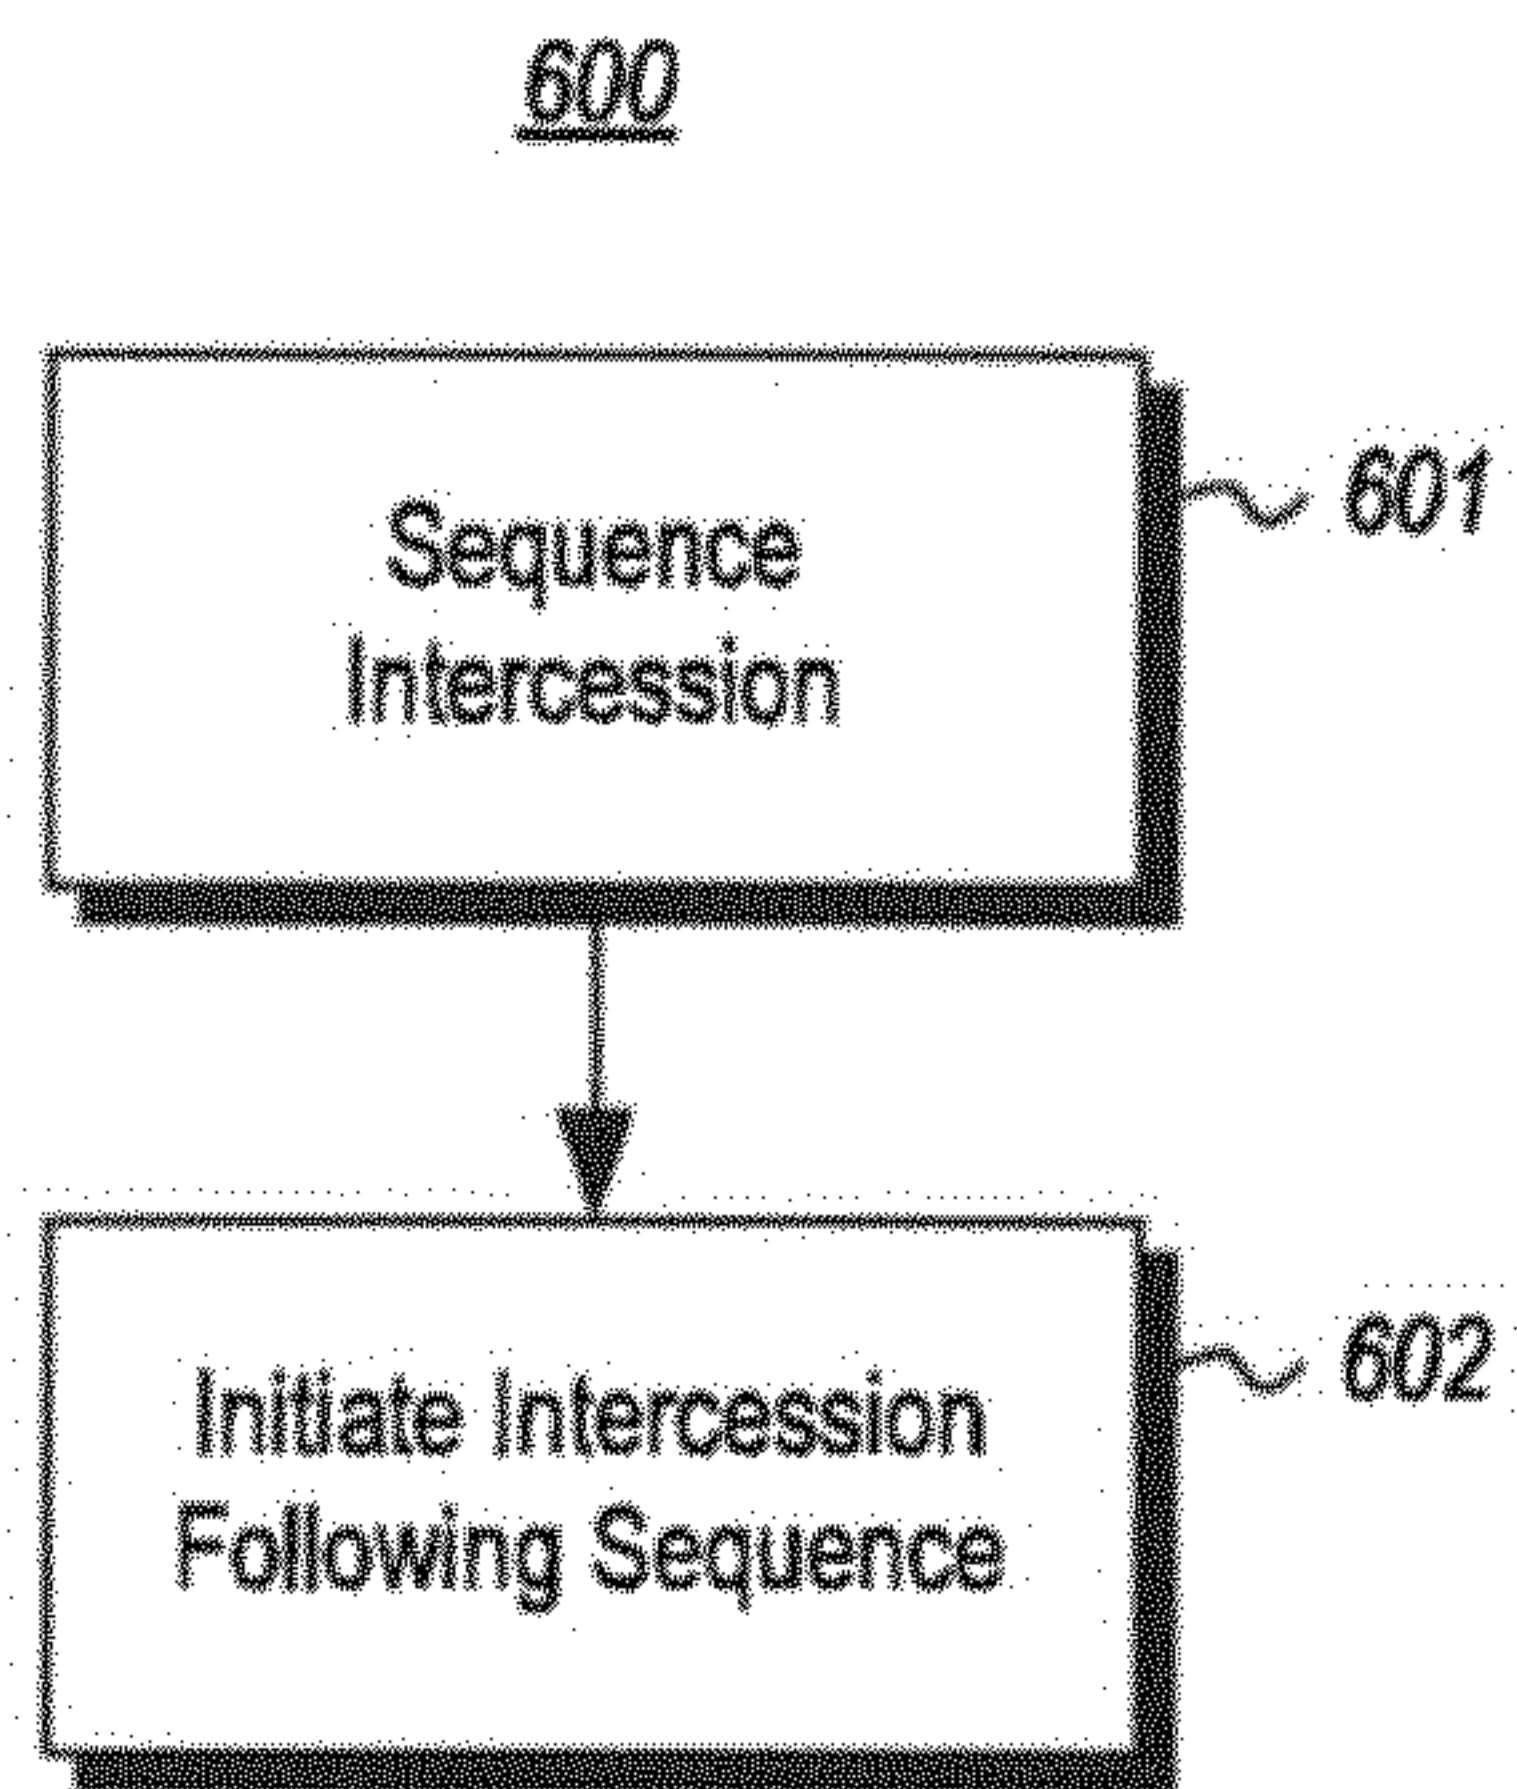 600
Sequence
Intercession
601
Initiate Intercession
Following Sequence
602